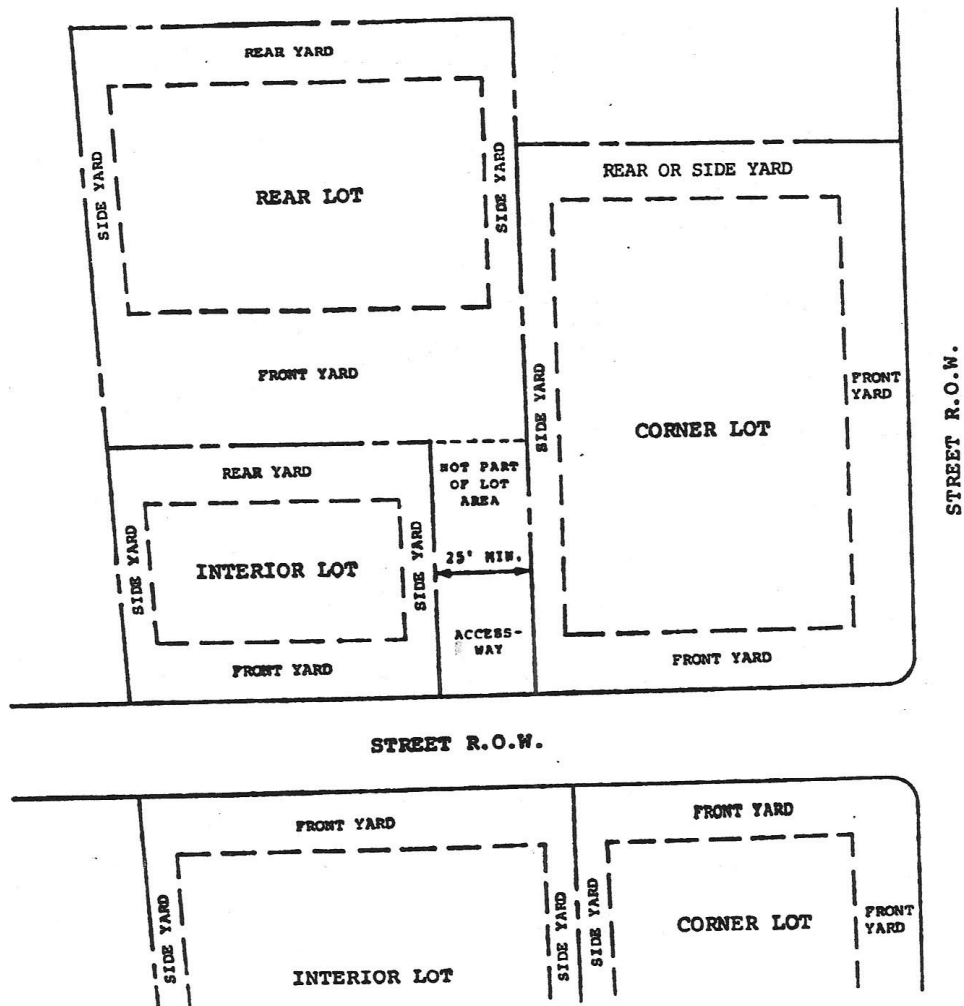 REAR YARD
SIDE YARD
REAR LOT
SIDE YARD
REAR OR SIDE YARD
FRONT YARD
SIDE YARD
CORNER LOT
FRONT
YARD
STREET R.O.W.
REAR YARD
NOT PART
OF LOT
AREA
SIDE YARD
INTERIOR LOT
SIDE YARD
25' MIN.
ACCESS-
WAY
FRONT YARD
FRONT YARD
STREET R.O.W.
FRONT YARD
FRONT YARD
SIDE YARD
INTERIOR LOT
SIDE YARD
SIDE YARD
CORNER LOT
FRONT
YARD